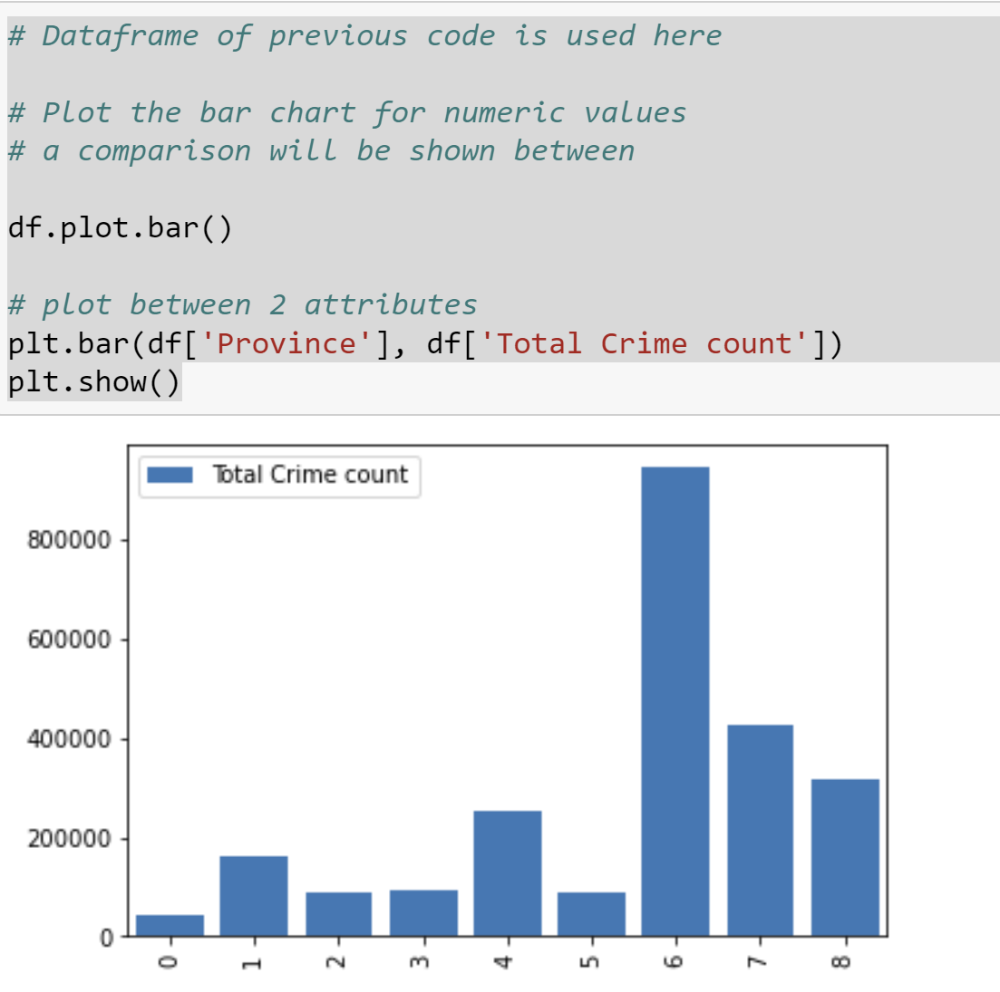 # Dataframe of previous code is used here
# Plot the bar chart for numeric values
# a comparison will be shown between
df.plot.bar()
# plot between 2 attributes
plt.bar(df['Province'], df['Total Crime count'])
plt.show()
Total Crime count
800000
600000
400000
200000
0
0 1 2 3 4 5 6 7 8